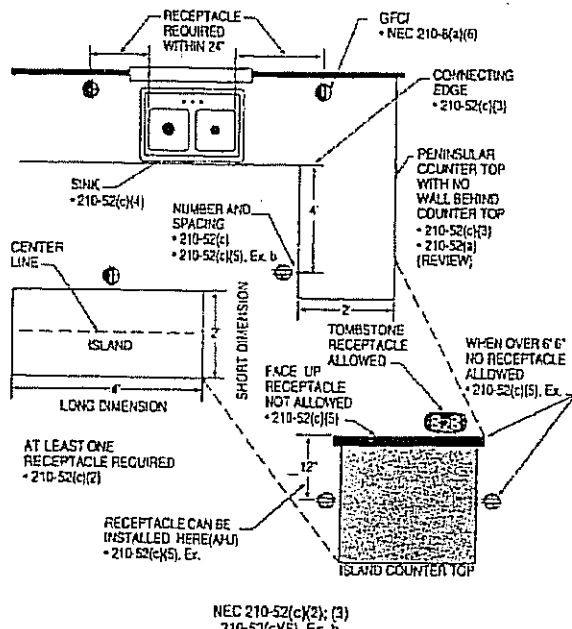 RECEPTACLE
REQUIRED
WITHIN 24"
GFCI
• NEC 210-8(a)(6)
CONNECTING
EDGE
• 210-52(c)(3)
PENINSULAR
COUNTER TOP
WITH NO
WALL BEHIND
COUNTER TOP
• 210-52(c)(3)
• 210-52(a)
(REVIEW)
SINK
• 210-52(c)(4)
NUMBER AND
SPACING
• 210-52(c)
• 210-52(c)(5), Ex. b
4'
2'
CENTER
LINE
ISLAND
2'
SHORT DIMENSION
4'
LONG DIMENSION
TOMBSTONE
RECEPTACLE
ALLOWED
WHEN OVER 6" 6"
NO RECEPTACLE
ALLOWED
• 210-52(c)(5), Ex.
FACE UP
RECEPTACLE
NOT ALLOWED
• 210-52(c)(5)
AT LEAST ONE
RECEPTACLE REQUIRED
• 210-52(c)(2)
12"
RECEPTACLE CAN BE
INSTALLED HERE (AHJ)
• 210-52(c)(5), Ex.
ISLAND COUNTER TOP
NEC 210-52(c)(2); (3)
210-52(c)(5), Ex. b